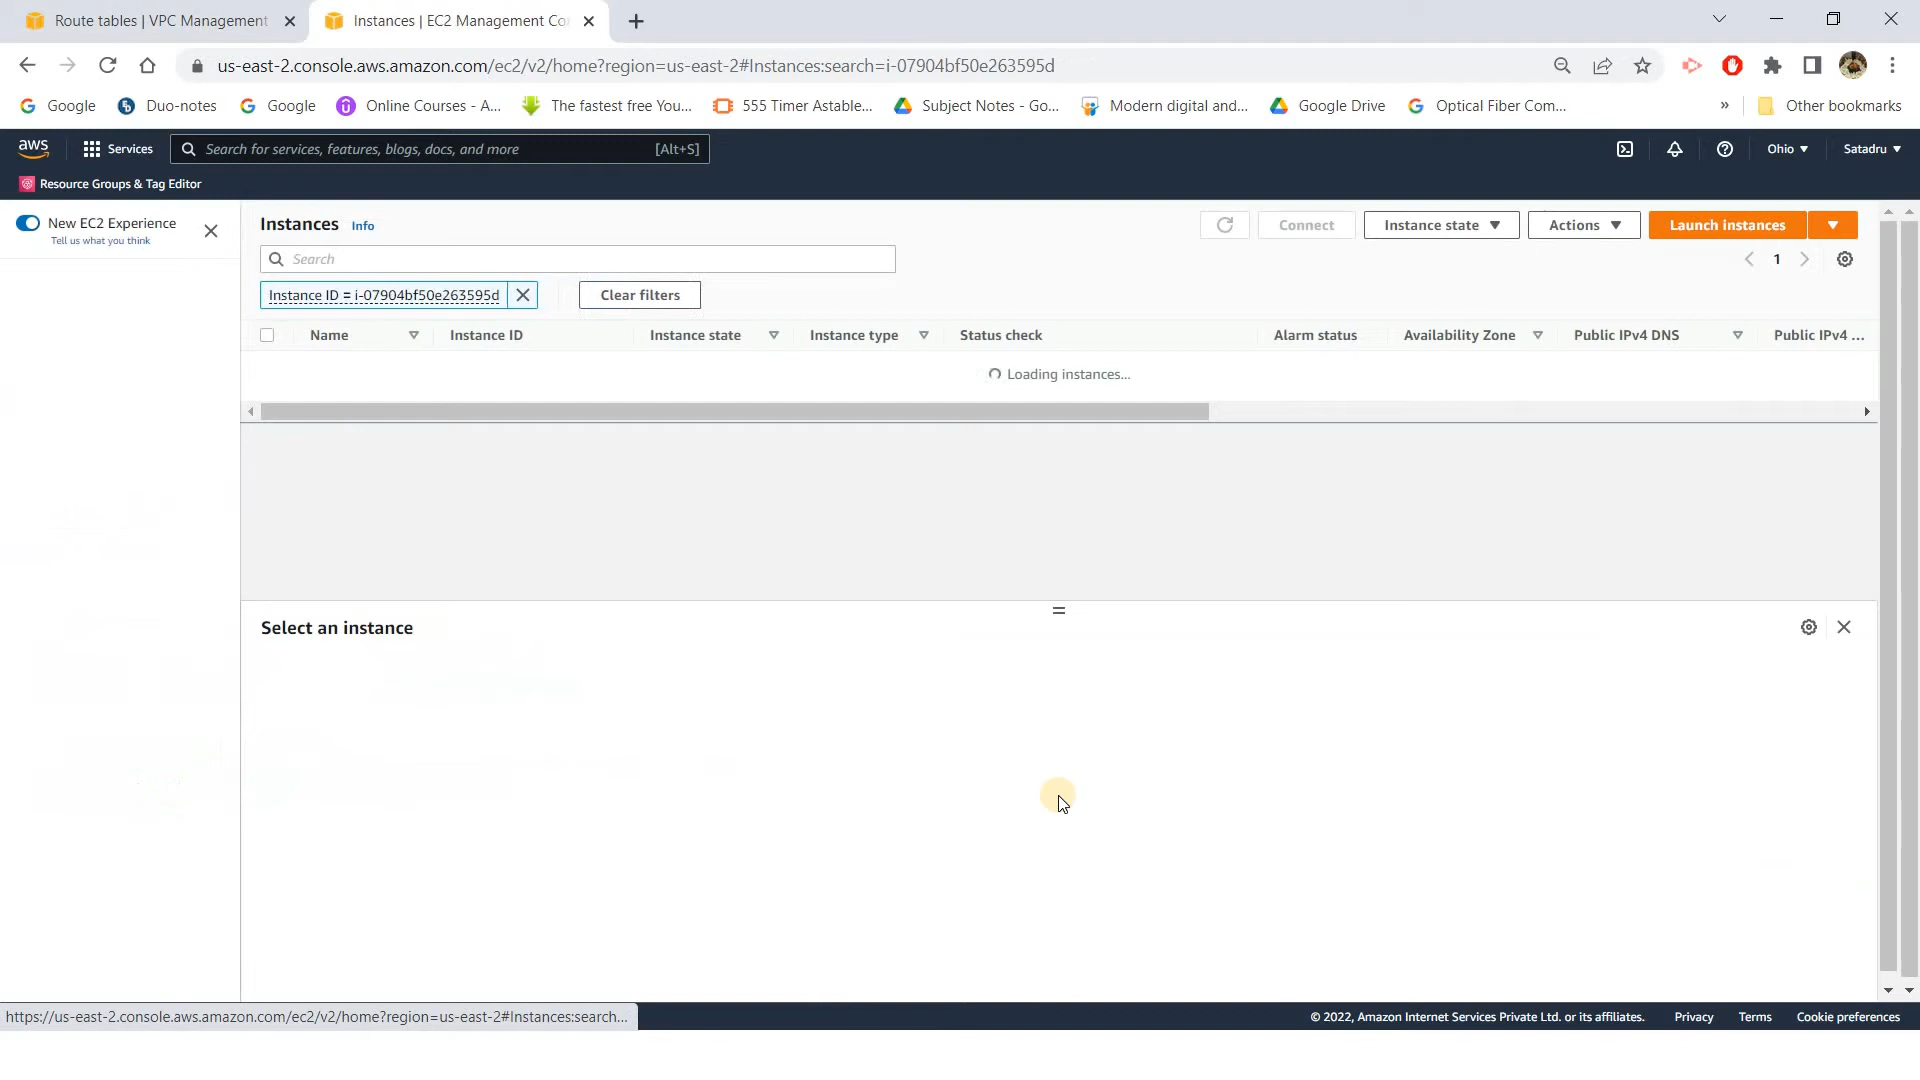 Route tables | VPC Management
Instances | EC2 Management Co
us-east-2.console.aws.amazon.com/ec2/v2/home?region=us-east-2#Instances:search=i-07904bf50e263595d
Google
Duo-notes
Google
Online Courses - A...
The fastest free You...
555 Timer Astable...
Subject Notes - Go...
Modern digital and...
Google Drive
Optical Fiber Com...
»
Other bookmarks
aws
Services
Search for services, features, blogs, docs, and more
[Alt+S]
Ohio
Satadru
Resource Groups & Tag Editor
New EC2 Experience
Tell us what you think
Instances
Info
Connect
Instance state
Actions
Launch instances
Search
1
Instance ID = i-07904bf50e263595d
Clear filters
Name
Instance ID
Instance state
Instance type
Status check
Alarm status
Availability Zone
Public IPv4 DNS
Public IPv4 ...
Loading instances...
Select an instance
https://us-east-2.console.aws.amazon.com/ec2/v2/home?region=us-east-2#Instances:search...
© 2022, Amazon Internet Services Private Ltd. or its affiliates.
Privacy
Terms
Cookie preferences